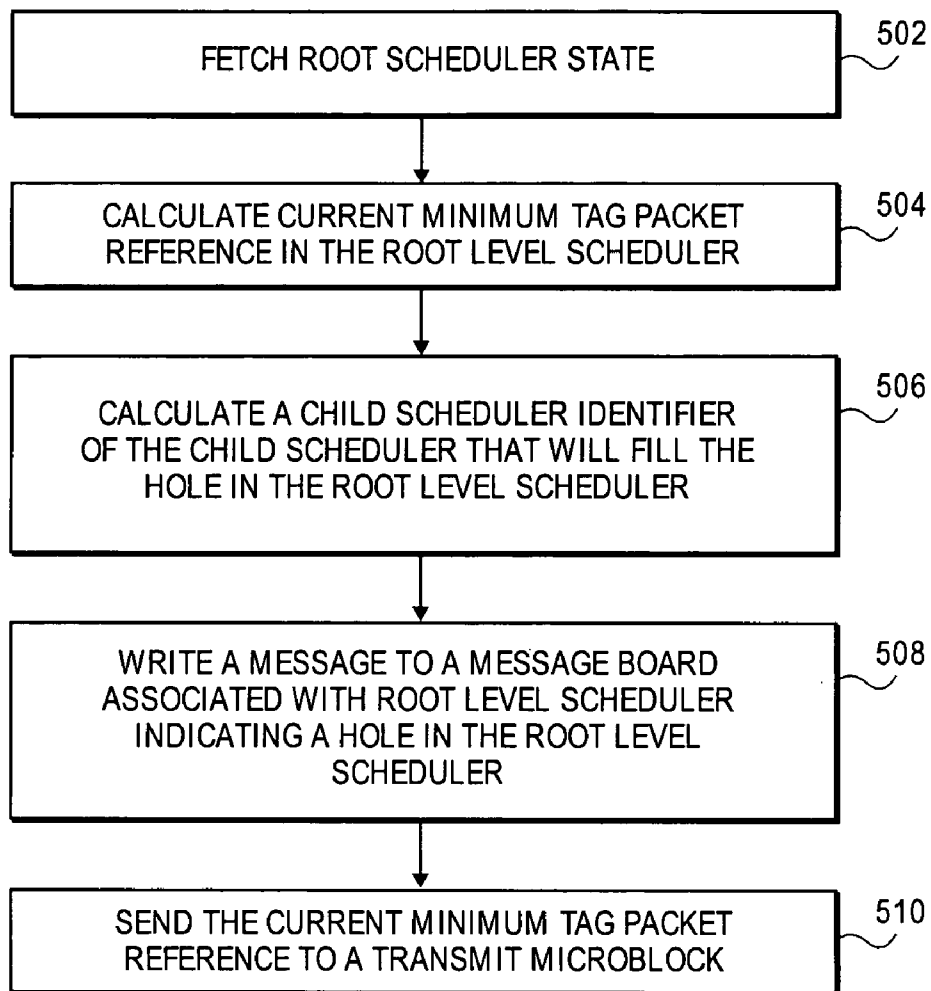 FETCH ROOT SCHEDULER STATE
502
CALCULATE CURRENT MINIMUM TAG PACKET
REFERENCE IN THE ROOT LEVEL SCHEDULER
504
CALCULATE A CHILD SCHEDULER IDENTIFIER
OF THE CHILD SCHEDULER THAT WILL FILL THE
HOLE IN THE ROOT LEVEL SCHEDULER
506
WRITE A MESSAGE TO A MESSAGE BOARD
ASSOCIATED WITH ROOT LEVEL SCHEDULER
INDICATING A HOLE IN THE ROOT LEVEL
SCHEDULER
508
SEND THE CURRENT MINIMUM TAG PACKET
REFERENCE TO A TRANSMIT MICROBLOCK
510